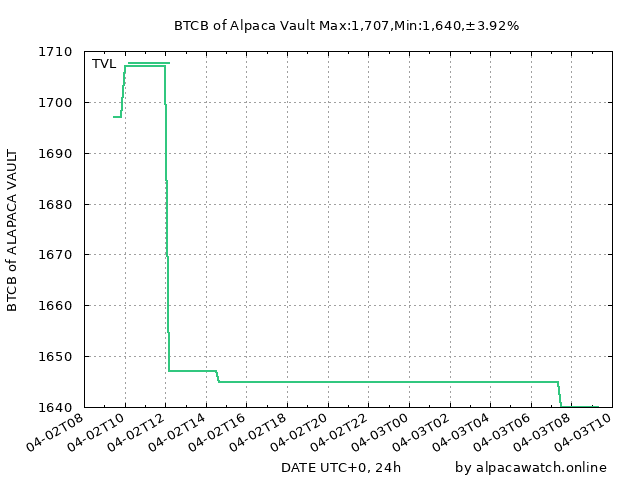 BTCB of Alpaca Vault Max:1,707,Min:1,640,±3.92%
TVL
BTCB of ALAPACA VAULT
1710
1700
1690
1680
1670
1660
1650
1640
04-02T08
04-02T10
04-02T12
04-02T14
04-02T16
04-02T18
04-02T20
04-02T22
04-03T00
04-03T02
04-03T04
04-03T06
04-03T08
04-03T10
DATE UTC+0, 24h
by alpacawatch.online